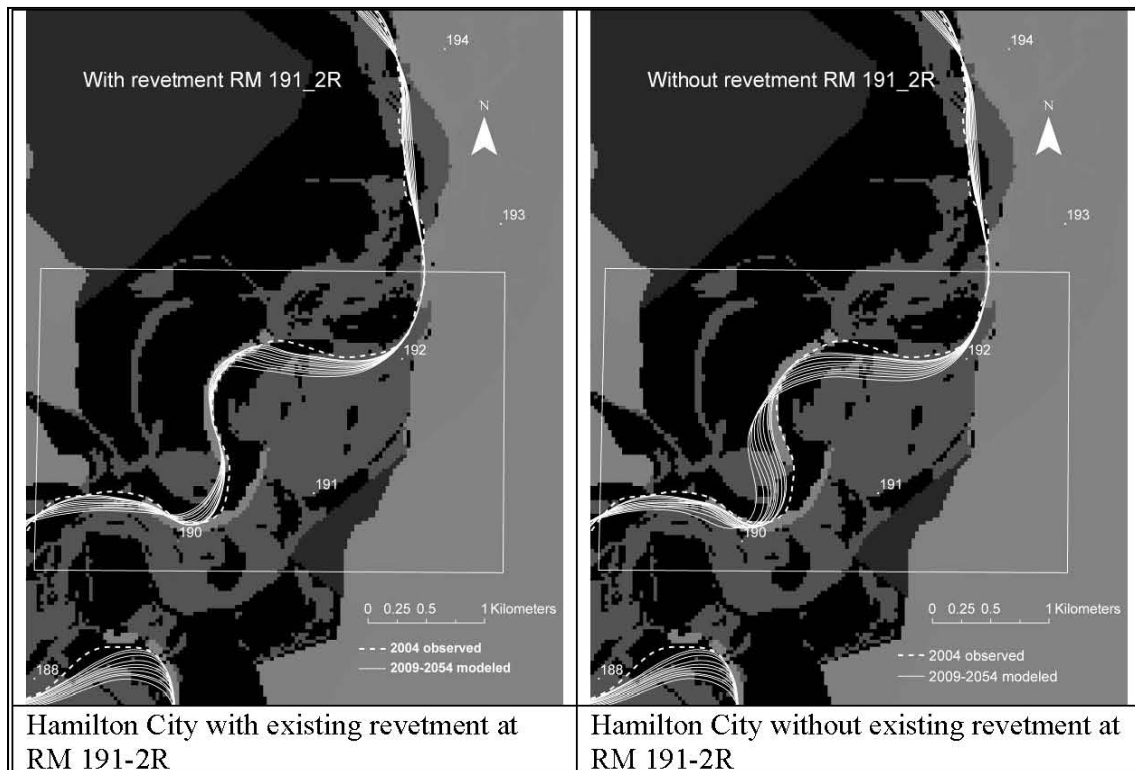 With revetment RM 191_2R
194
N
193
192
191
190
188
0 0.25 0.5 1 Kilometers
2004 observed
2009-2054 modeled
Hamilton City with existing revetment at
RM 191-2R
Without revetment RM 191_2R
194
N
193
192
191
190
188
0 0.25 0.5 1 Kilometers
2004 observed
2009-2054 modeled
Hamilton City without existing revetment at
RM 191-2R